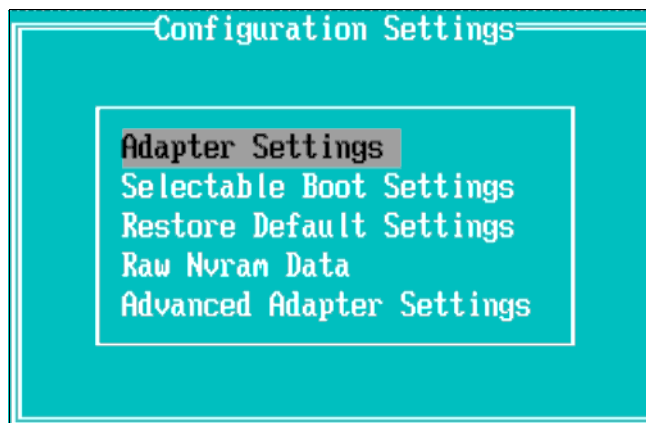 Configuration Settings
Adapter Settings
Selectable Boot Settings
Restore Default Settings
Raw Nvram Data
Advanced Adapter Settings